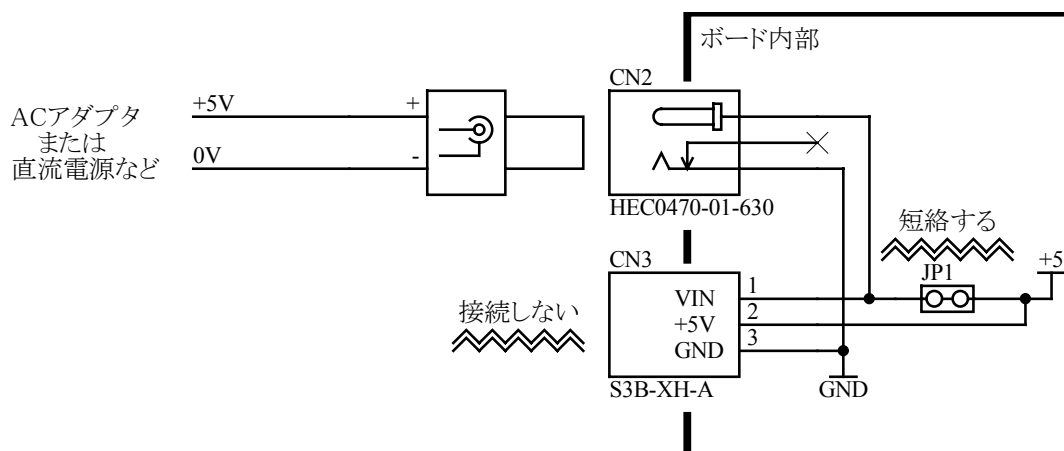 ボード内部
CN2
ACアダプタ
または
直流電源など
+5V
+
0V
-
HEC0470-01-630
短絡する
CN3
JP1
+5
接続しない
VIN
1
+5V
2
GND
3
S3B-XH-A
GND